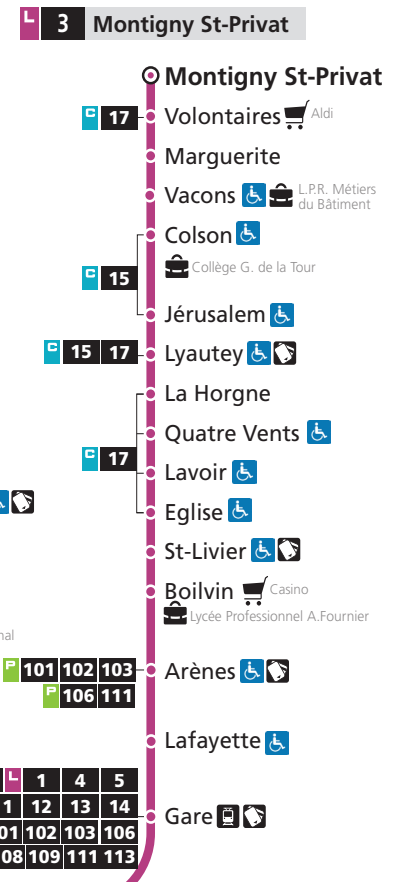 L 3 Montigny St-Privat
Montigny St-Privat
C 17 Volontaires Aldi
Marguerite
Vacons L.P.R. Métiers
du Bâtiment
Colson
Collège G. de la Tour
C 15
Jérusalem
C 15 17 Lyautey
La Horgne
Quatre Vents
C 17 Lavoir
Eglise
St-Livier
Boilvin Casino
Lycée Professionnel A.Fournier
P 101 102 103 Arènes
P 106 111
Lafayette
L 1 4 5
12 13 14
Gare
102 103 106
109 111 113